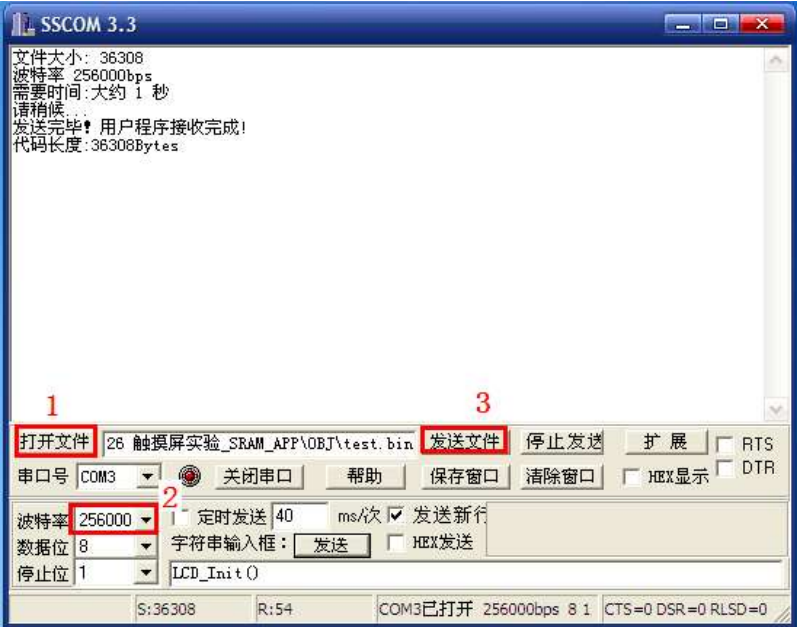 SSCOM 3.3
文件大小: 36308
波特率 256000bps
需要时间:大约 1 秒
请稍候...
发送完毕! 用户程序接收完成!
代码长度:36308Bytes
1
3
打开文件 26 触摸屏实验_SRAM_APP\OBJ\test.bin 发送文件 停止发送 扩 展 RTS
串口号 COM3 关闭串口 帮助 保存窗口 清除窗口 HEX显示 DTR
2
波特率 256000 定时发送 40 ms/次 发送新行
数据位 8 字符串输入框: 发送 HEX发送
停止位 1 LCD_Init()
S:36308 R:54 COM3已打开 256000bps 8 1 CTS=0 DSR=0 RLSD=0